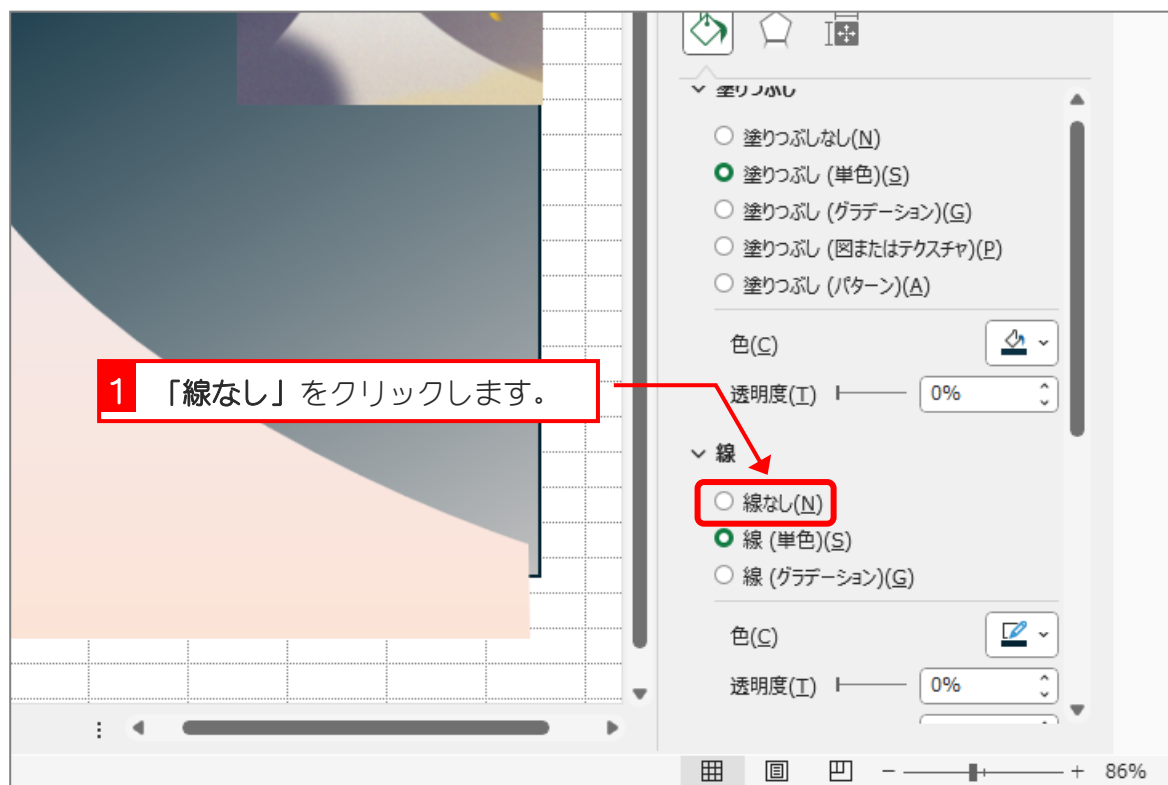 塗りつぶし
塗りつぶしなし(N)
塗りつぶし (単色)(S)
塗りつぶし (グラデーション)(G)
塗りつぶし (図またはテクスチャ)(P)
塗りつぶし (パターン)(A)
色(C)
1 「線なし」をクリックします。
透明度(T) 0%
線
線なし(N)
線 (単色)(S)
線 (グラデーション)(G)
色(C)
透明度(T) 0%
86%